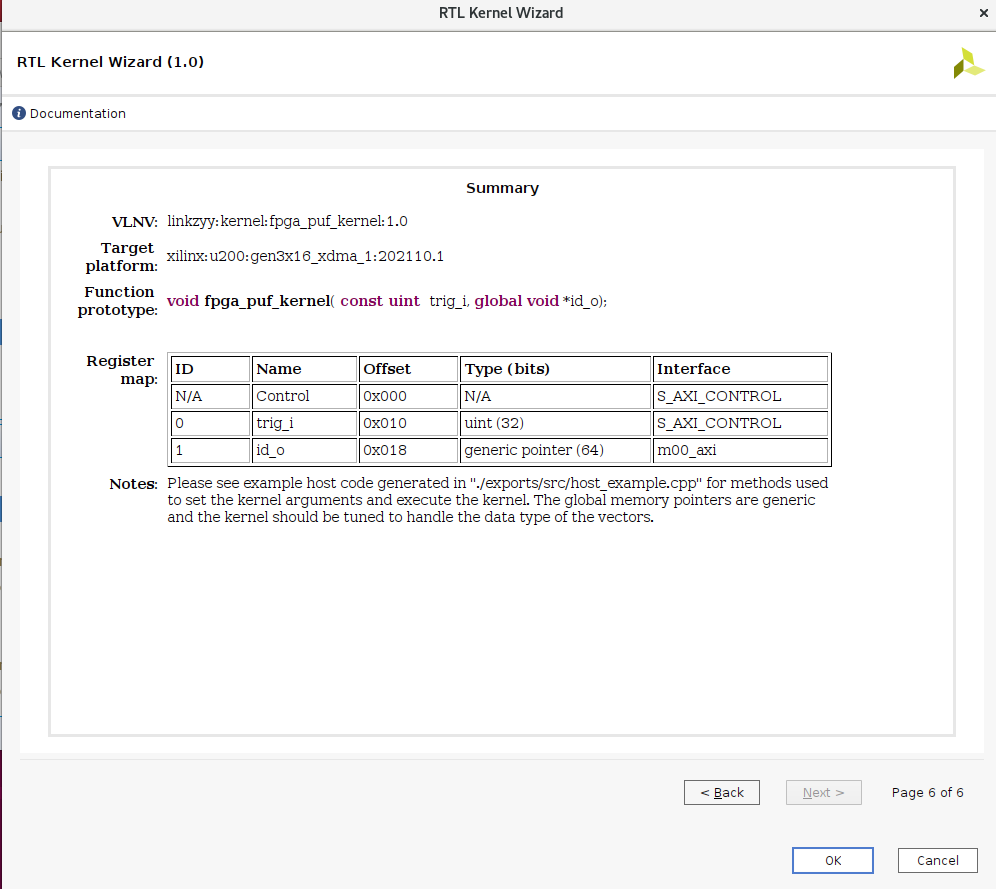 RTL Kernel Wizard
×
RTL Kernel Wizard (1.0)
i Documentation
Summary
VLNV: linkzyy:kernel:fpga_puf_kernel:1.0
Target platform: xilinx:u200:gen3x16_xdma_1:202110.1
Function prototype: void fpga_puf_kernel( const uint trig_i, global void *id_o);
Register map:
ID Name Offset Type (bits) Interface
N/A Control 0x000 N/A S_AXI_CONTROL
0 trig_i 0x010 uint (32) S_AXI_CONTROL
1 id_o 0x018 generic pointer (64) m00_axi
Notes: Please see example host code generated in "./exports/src/host_example.cpp" for methods used
to set the kernel arguments and execute the kernel. The global memory pointers are generic
and the kernel should be tuned to handle the data type of the vectors.
< Back Next > Page 6 of 6
OK Cancel